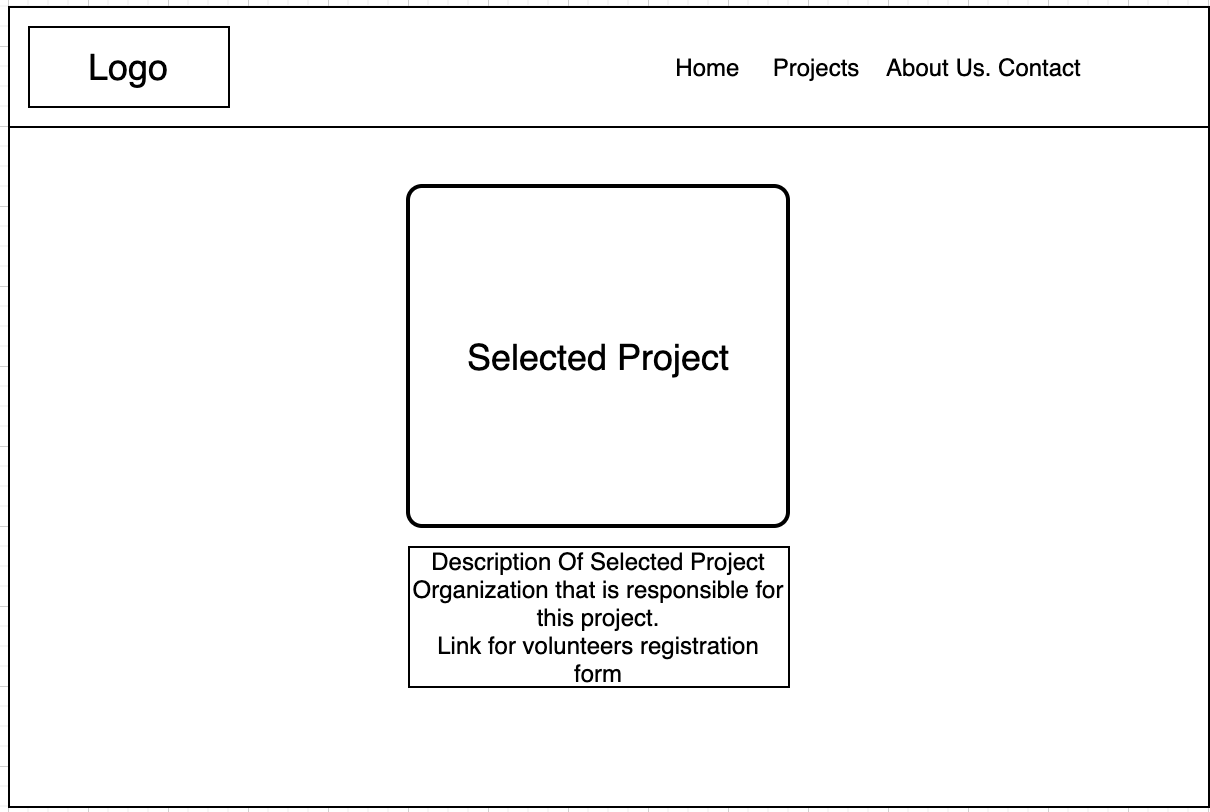 Logo
Home Projects About Us. Contact
Selected Project
Description Of Selected Project
Organization that is responsible for
this project.
Link for volunteers registration
form